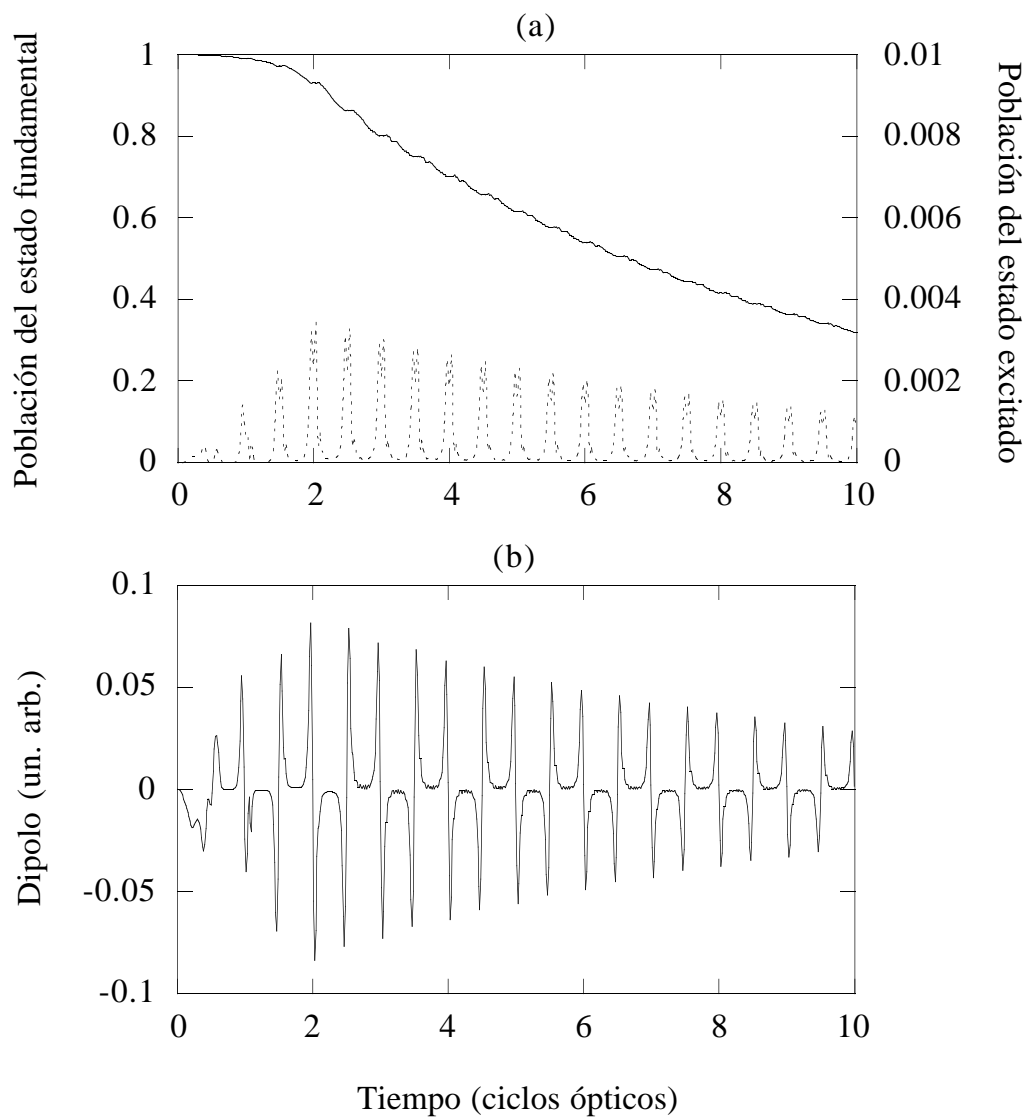 (a)
Población del estado fundamental
1
0.8
0.6
0.4
0.2
0
0.01
0.008
0.006
0.004
0.002
0
Población del estado excitado
0 2 4 6 8 10
(b)
Dipolo (un. arb.)
0.1
0.05
0
-0.05
-0.1
0 2 4 6 8 10
Tiempo (ciclos ópticos)